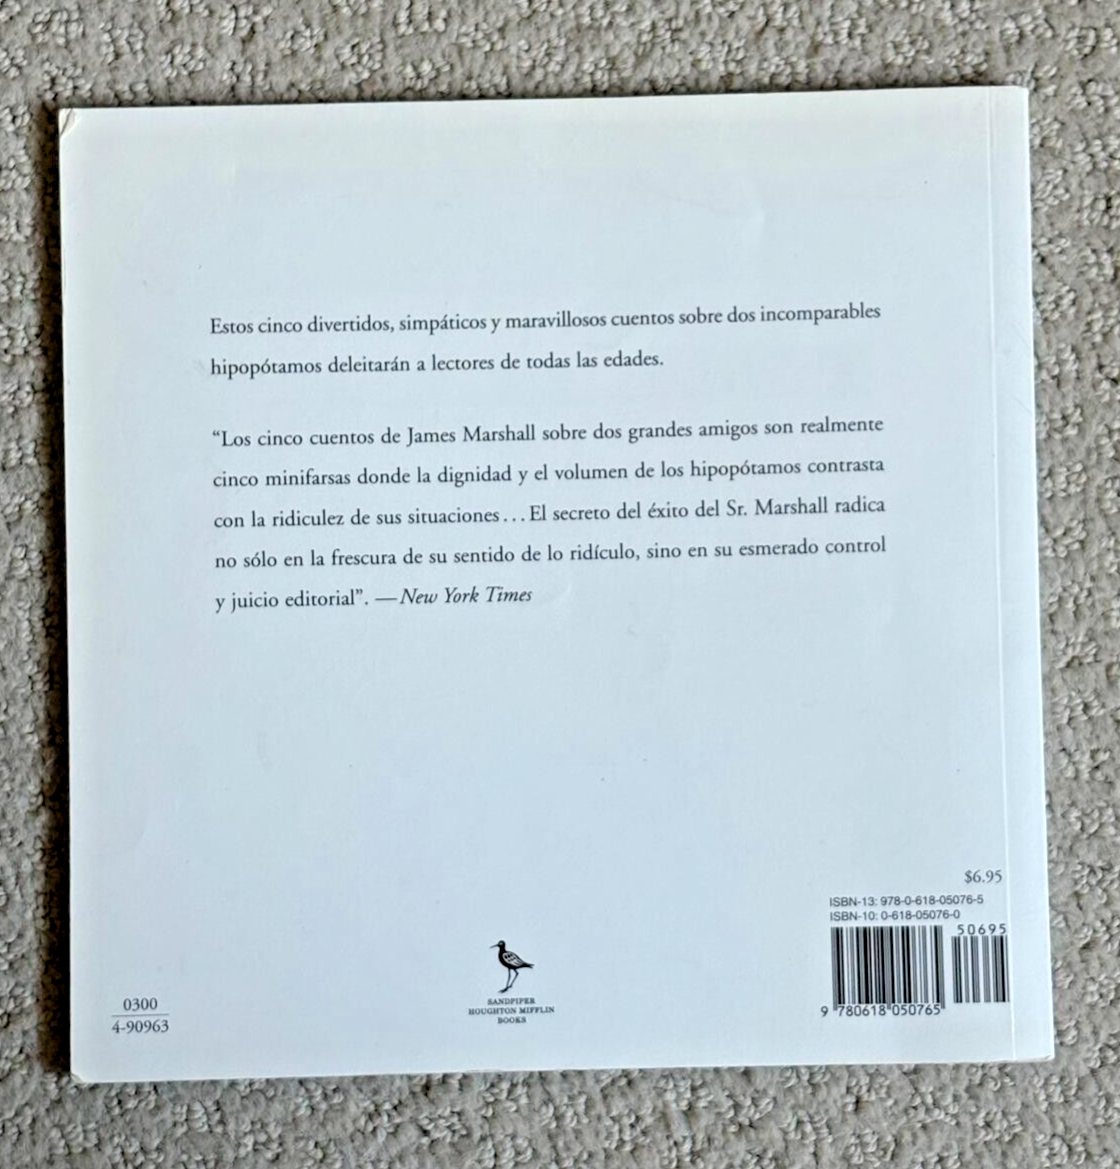 Estos cinco divertidos, simpáticos y maravillosos cuentos sobre dos incomparables
hipopótamos deleitarán a lectores de todas las edades.
“Los cinco cuentos de James Marshall sobre dos grandes amigos son realmente
cinco minifarsas donde la dignidad y el volumen de los hipopótamos contrasta
con la ridiculez de sus situaciones...El secreto del éxito del Sr. Marshall radica
no sólo en la frescura de su sentido de lo ridículo, sino en su esmerado control
y juicio editorial”. —New York Times
$6.95
ISBN-13: 978-0-618-05076-5
ISBN-10: 0-618-05076-0
50695
9 780618 050765
SANDPIPER
HOUGHTON MIFFLIN
BOOKS
0300
4-90963